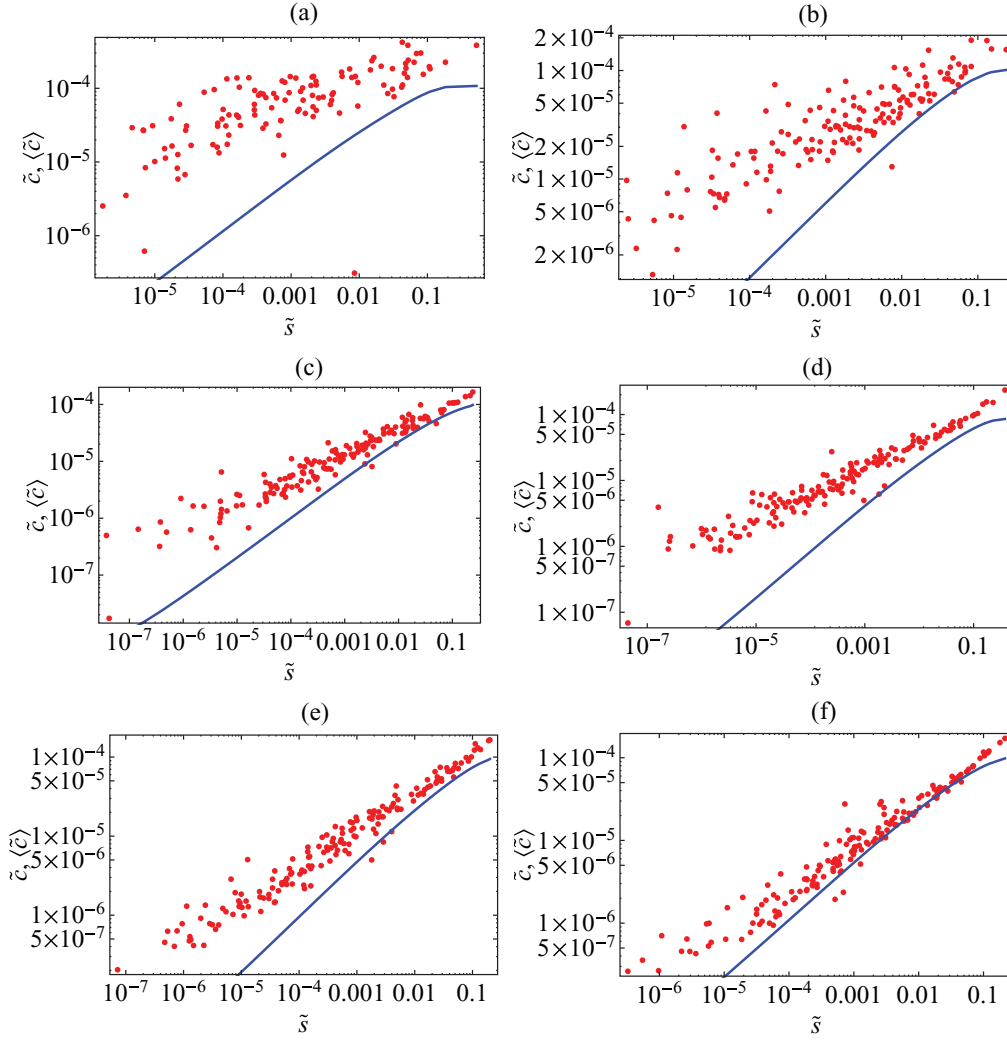 (a)
10⁻⁴
10⁻⁵
10⁻⁶
c̃, ⟨c̃⟩
10⁻⁵ 10⁻⁴ 0.001 0.01 0.1
s̃
(b)
2×10⁻⁴
1×10⁻⁴
5×10⁻⁵
2×10⁻⁵
1×10⁻⁵
5×10⁻⁶
2×10⁻⁶
c̃, ⟨c̃⟩
10⁻⁵ 10⁻⁴ 0.001 0.01 0.1
s̃
(c)
10⁻⁴
10⁻⁵
10⁻⁶
10⁻⁷
c̃, ⟨c̃⟩
10⁻⁷ 10⁻⁶ 10⁻⁵ 10⁻⁴ 0.001 0.01 0.1
s̃
(d)
1×10⁻⁴
5×10⁻⁵
1×10⁻⁵
5×10⁻⁶
1×10⁻⁶
5×10⁻⁷
1×10⁻⁷
c̃, ⟨c̃⟩
10⁻⁷ 10⁻⁵ 0.001 0.1
s̃
(e)
1×10⁻⁴
5×10⁻⁵
1×10⁻⁵
5×10⁻⁶
1×10⁻⁶
5×10⁻⁷
c̃, ⟨c̃⟩
10⁻⁷ 10⁻⁶ 10⁻⁵ 10⁻⁴ 0.001 0.01 0.1
s̃
(f)
1×10⁻⁴
5×10⁻⁵
1×10⁻⁵
5×10⁻⁶
1×10⁻⁶
5×10⁻⁷
c̃, ⟨c̃⟩
10⁻⁶ 10⁻⁵ 10⁻⁴ 0.001 0.01 0.1
s̃